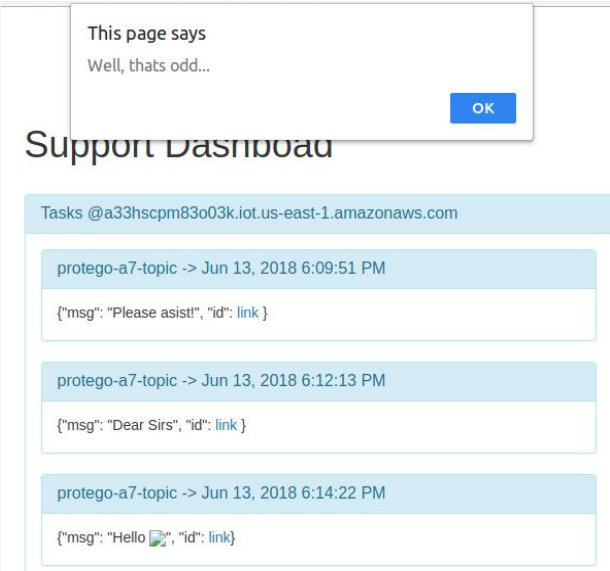 This page says
Well, thats odd...
OK
Support Dashboad
Tasks @a33hscpm83o03k.iot.us-east-1.amazonaws.com
protego-a7-topic -> Jun 13, 2018 6:09:51 PM
{"msg": "Please asist!", "id": link }
protego-a7-topic -> Jun 13, 2018 6:12:13 PM
{"msg": "Dear Sirs", "id": link }
protego-a7-topic -> Jun 13, 2018 6:14:22 PM
{"msg": "Hello ", "id": link}